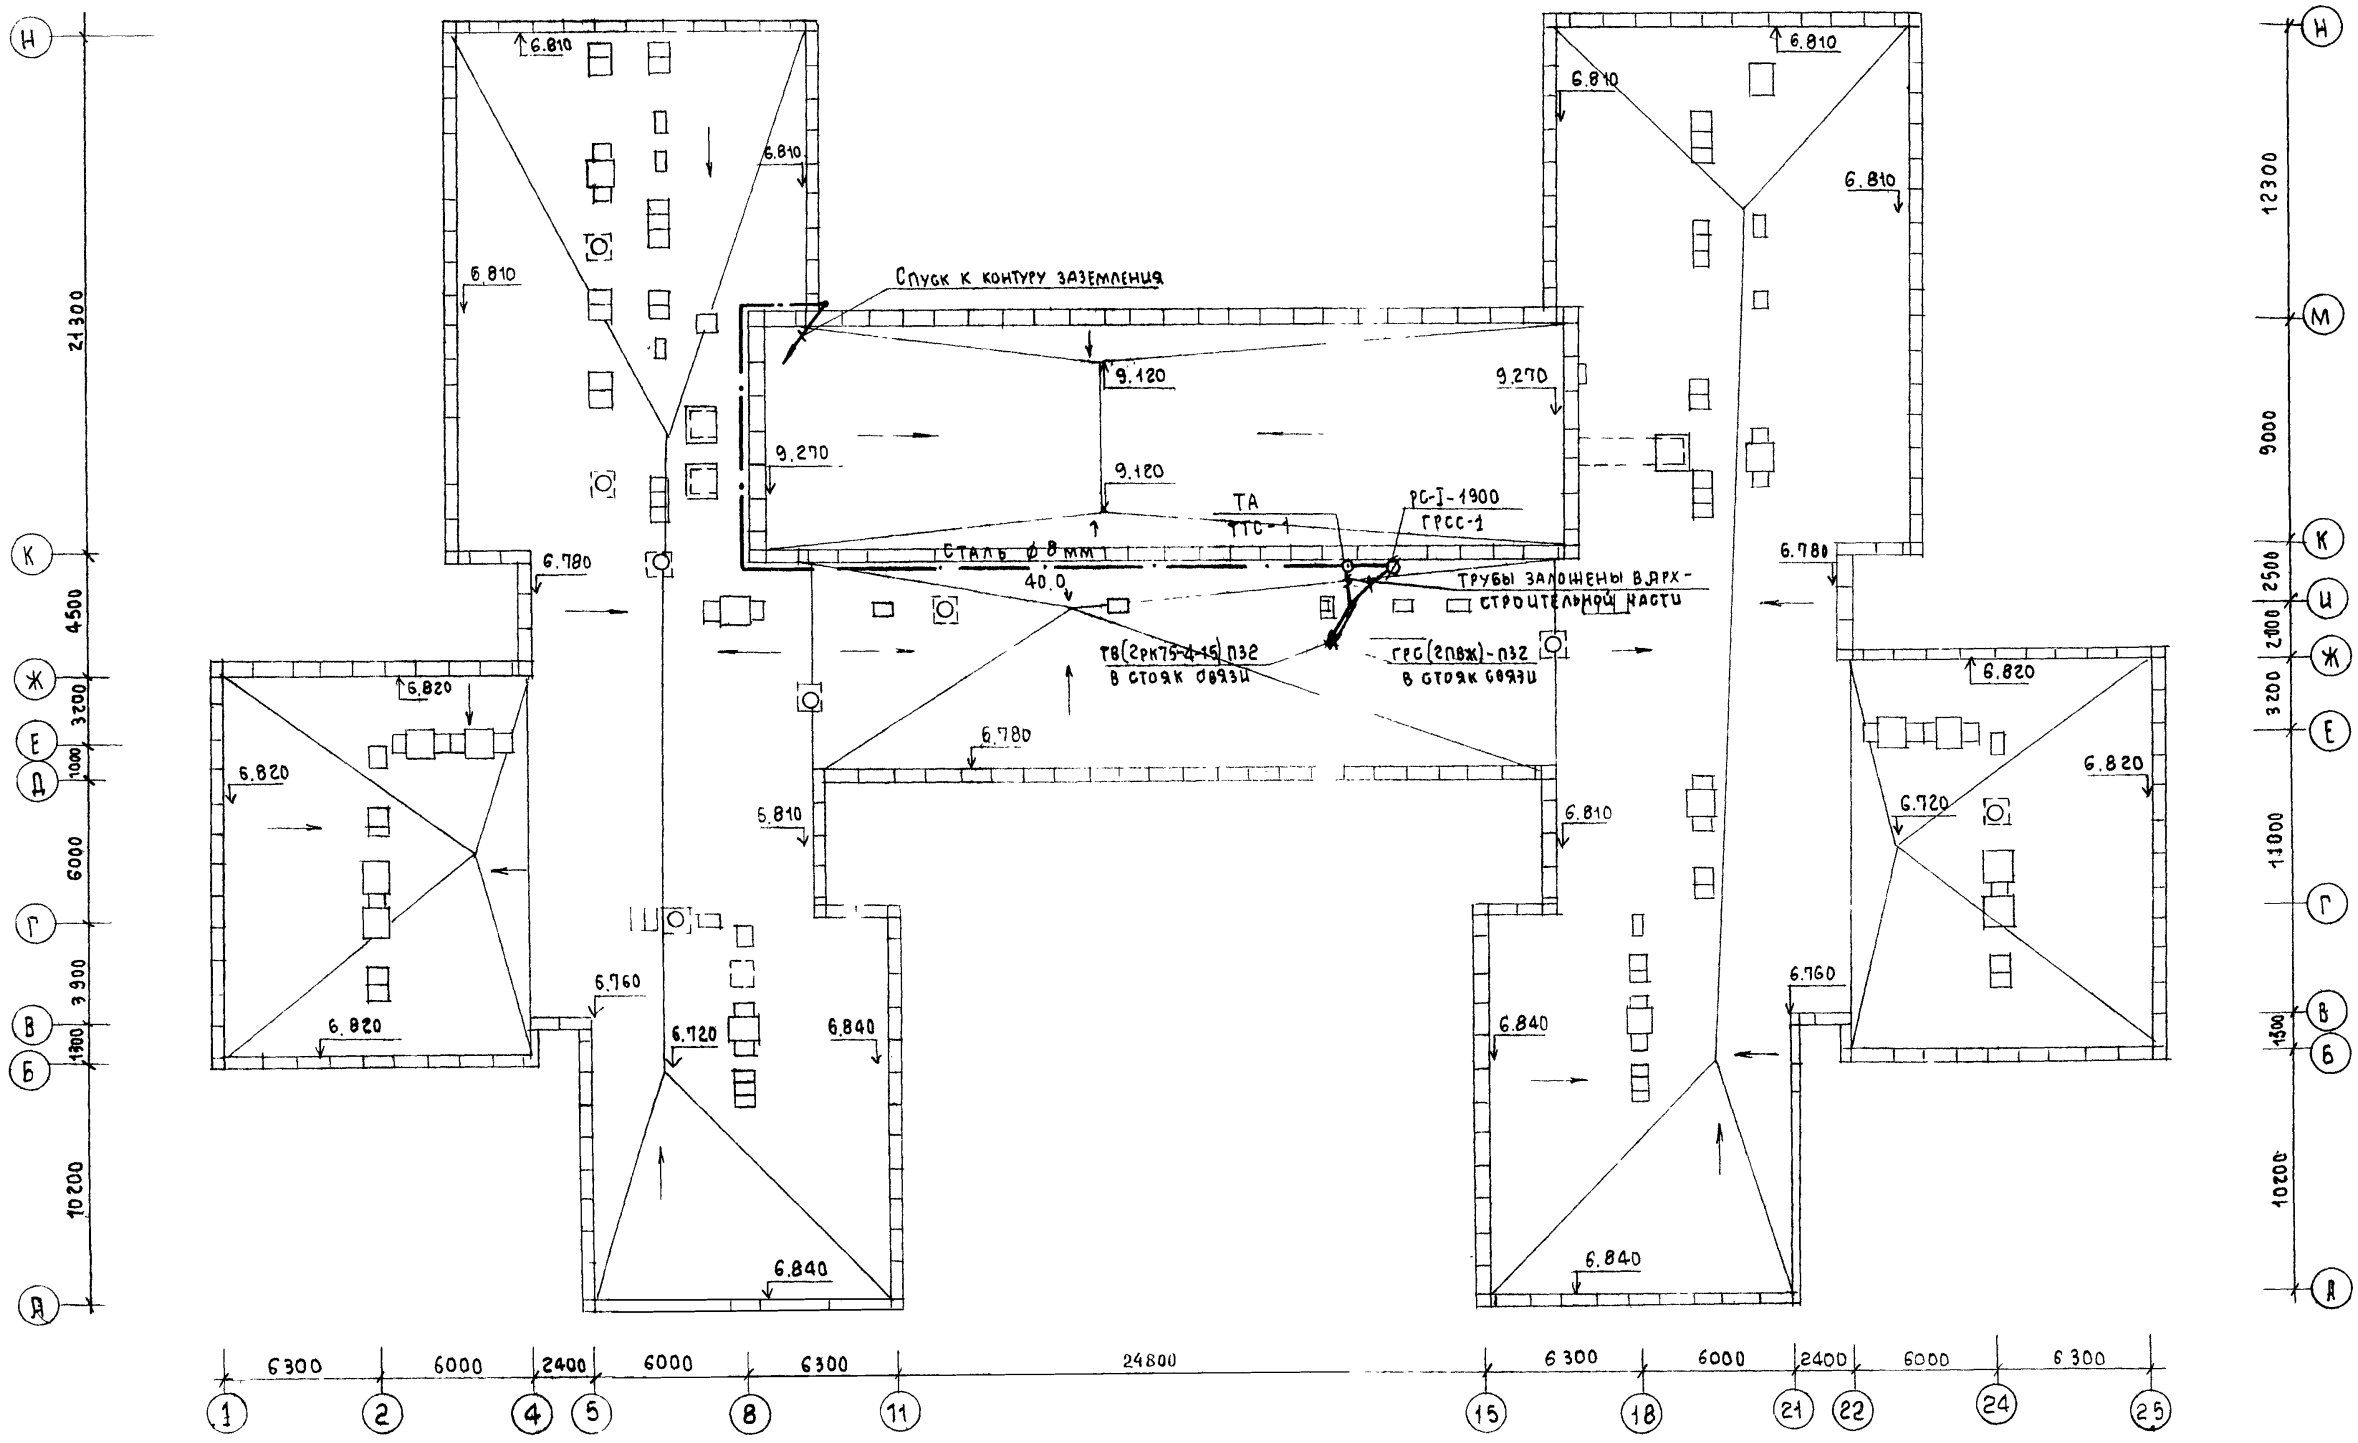 Н
6.810
6.810
Н
6.810
6.810
6.810
12300
6.810
6.810
21300
Спуск к контуру заземления
М
М
9.120
9.270
9000
9.270
9.120
ТА
ТТС-1
РС-I-1900
ГРСС-1
К
6.780
Сталь ∅ 8 мм
40.0
6.780
К
Трубы заложены в арх-
строительной части
2500
И
4500
2100
ТВ(2РК75-4-15) п32
в стояк связи
ГРС(2ПВЖ)-п32
в стояк связи
Ж
Ж
6.820
6.820
3200
3200
Е
6.780
Е
1000
Д
6.820
6.820
6.720
6.810
6.810
6000
11000
Г
Г
3900
6.760
6.760
В
6.820
6.720
6.840
6.840
В
1300
Б
Б
10200
10200
6.840
6.840
А
А
6300 6000 2400 6000 6300 24800 6300 6000 2400 6000 6300
1 2 4 5 8 11 15 18 21 22 24 25